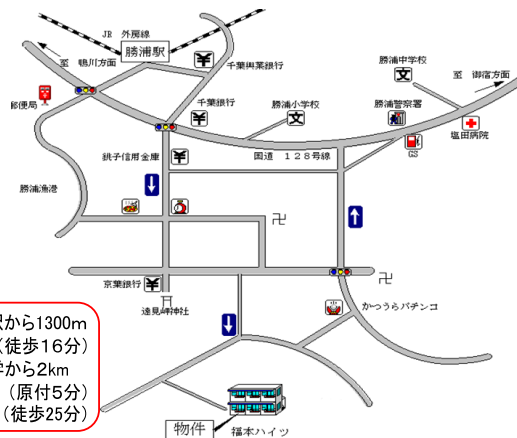 JR 外房線
勝浦駅
至 鴨川方面
千葉興業銀行
勝浦中学校
至 御宿方面
郵便局
千葉銀行
勝浦小学校
勝浦警察署
塩田病院
GS
銚子信用金庫
国道 128号線
勝浦漁港
京葉銀行
遠見岬神社
かつうらパチンコ
から1300m
(徒歩16分)
から2km
(原付5分)
(徒歩25分)
物件
福本ハイツ